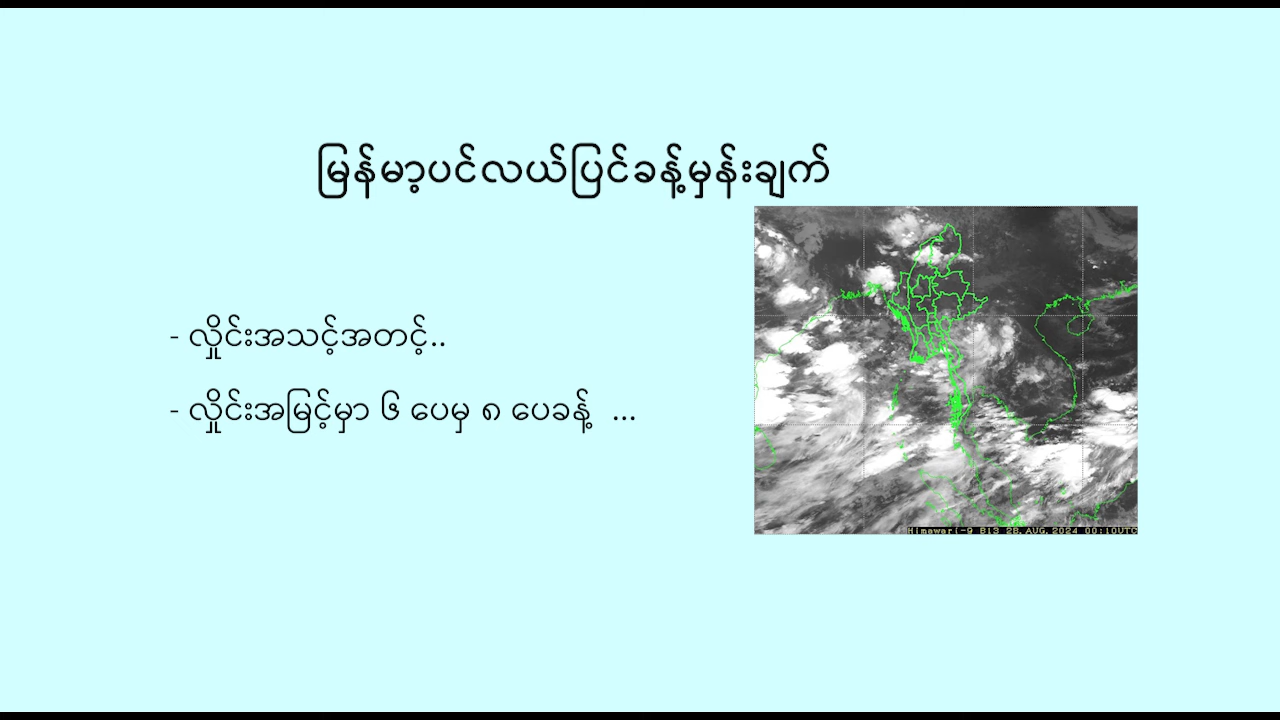 မြန်မာ့ပင်လယ်ပြင်ခန့်မှန်းချက်
- လှိုင်းအသင့်အတင့်..
- လှိုင်းအမြင့်မှာ ၆ ပေမှ ၈ ပေခန့် ...
Himawari-9 B13 28.AUG.2024 00:10UTC